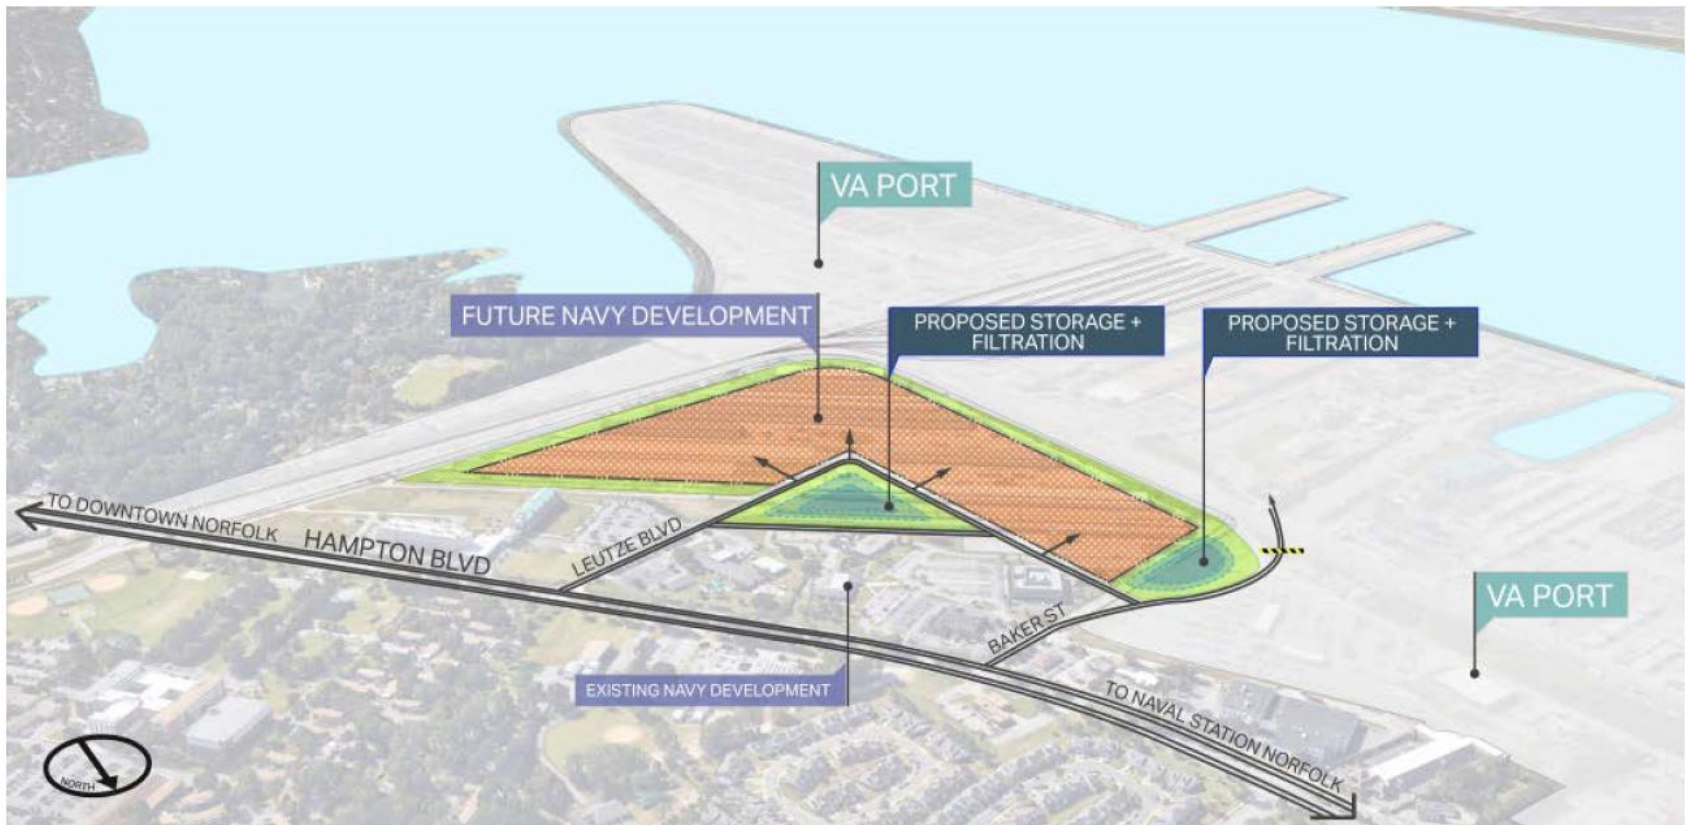 VA PORT
FUTURE NAVY DEVELOPMENT
PROPOSED STORAGE +
FILTRATION
PROPOSED STORAGE +
FILTRATION
TO DOWNTOWN NORFOLK
HAMPTON BLVD
LEUTZE BLVD
BAKER ST
VA PORT
EXISTING NAVY DEVELOPMENT
TO NAVAL STATION NORFOLK
NORTH